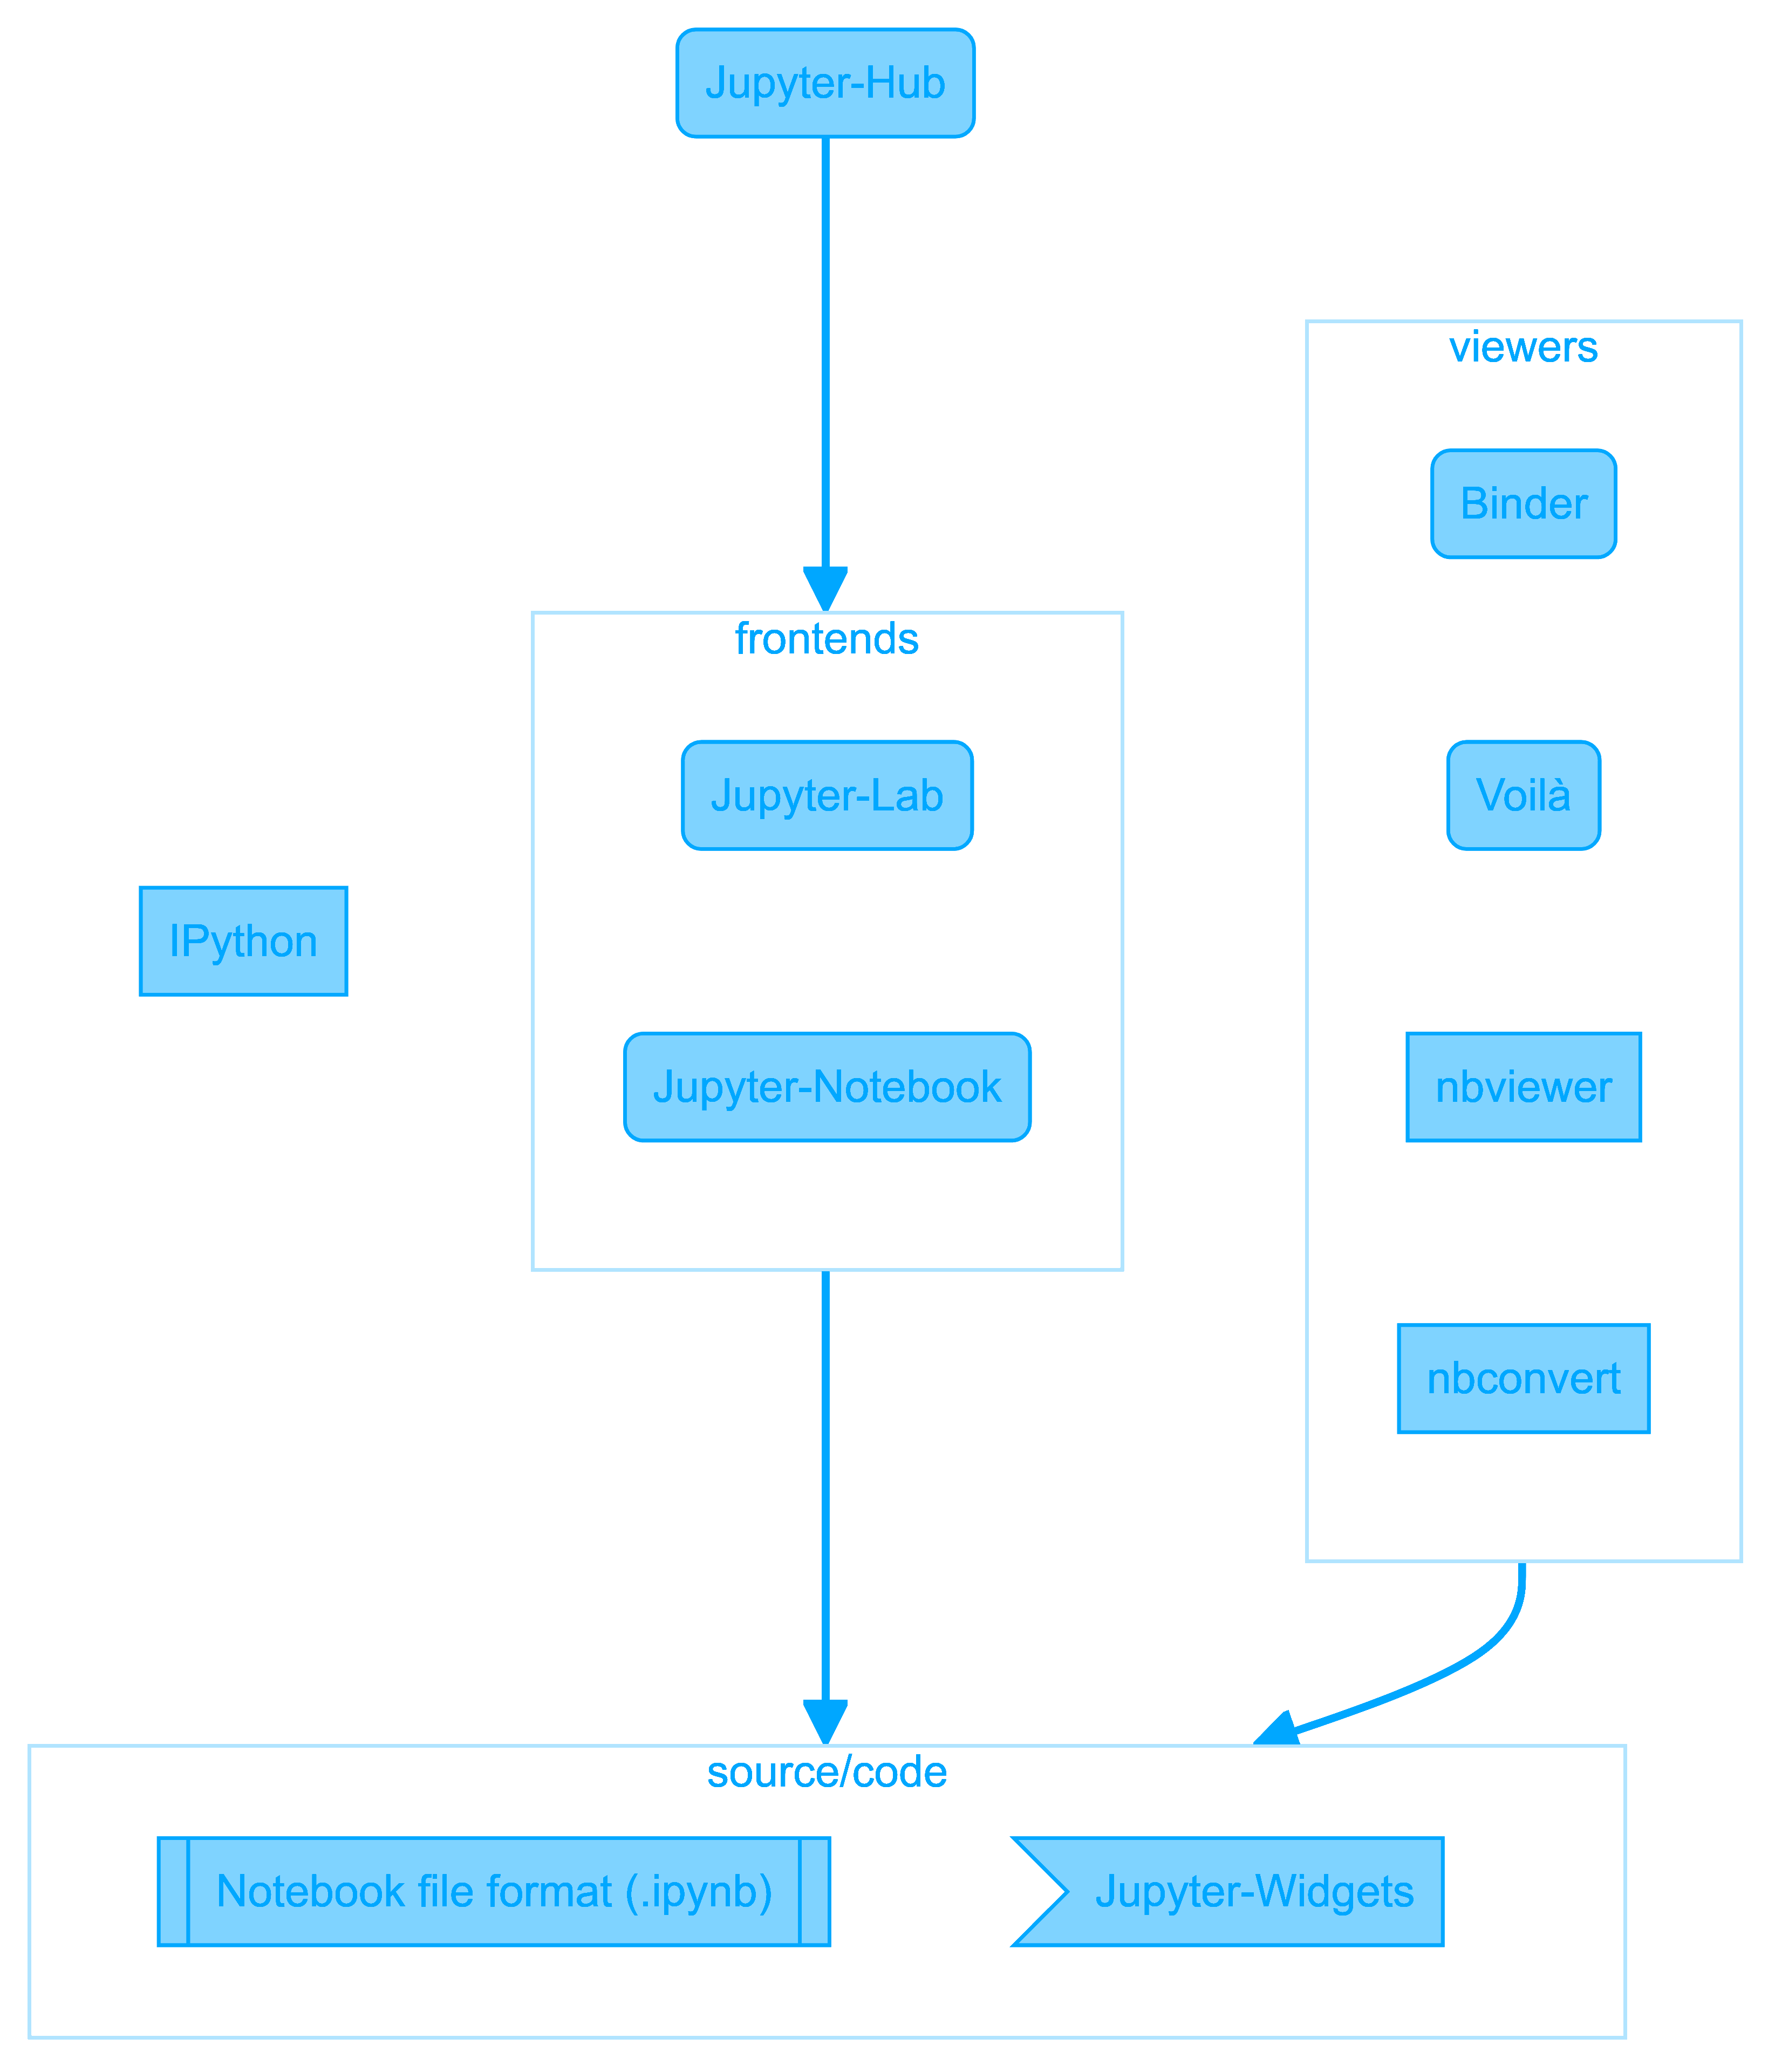 Jupyter-Hub
viewers
Binder
frontends
Jupyter-Lab
Voilà
IPython
Jupyter-Notebook
nbviewer
nbconvert
source/code
Notebook file format (.ipynb)
Jupyter-Widgets